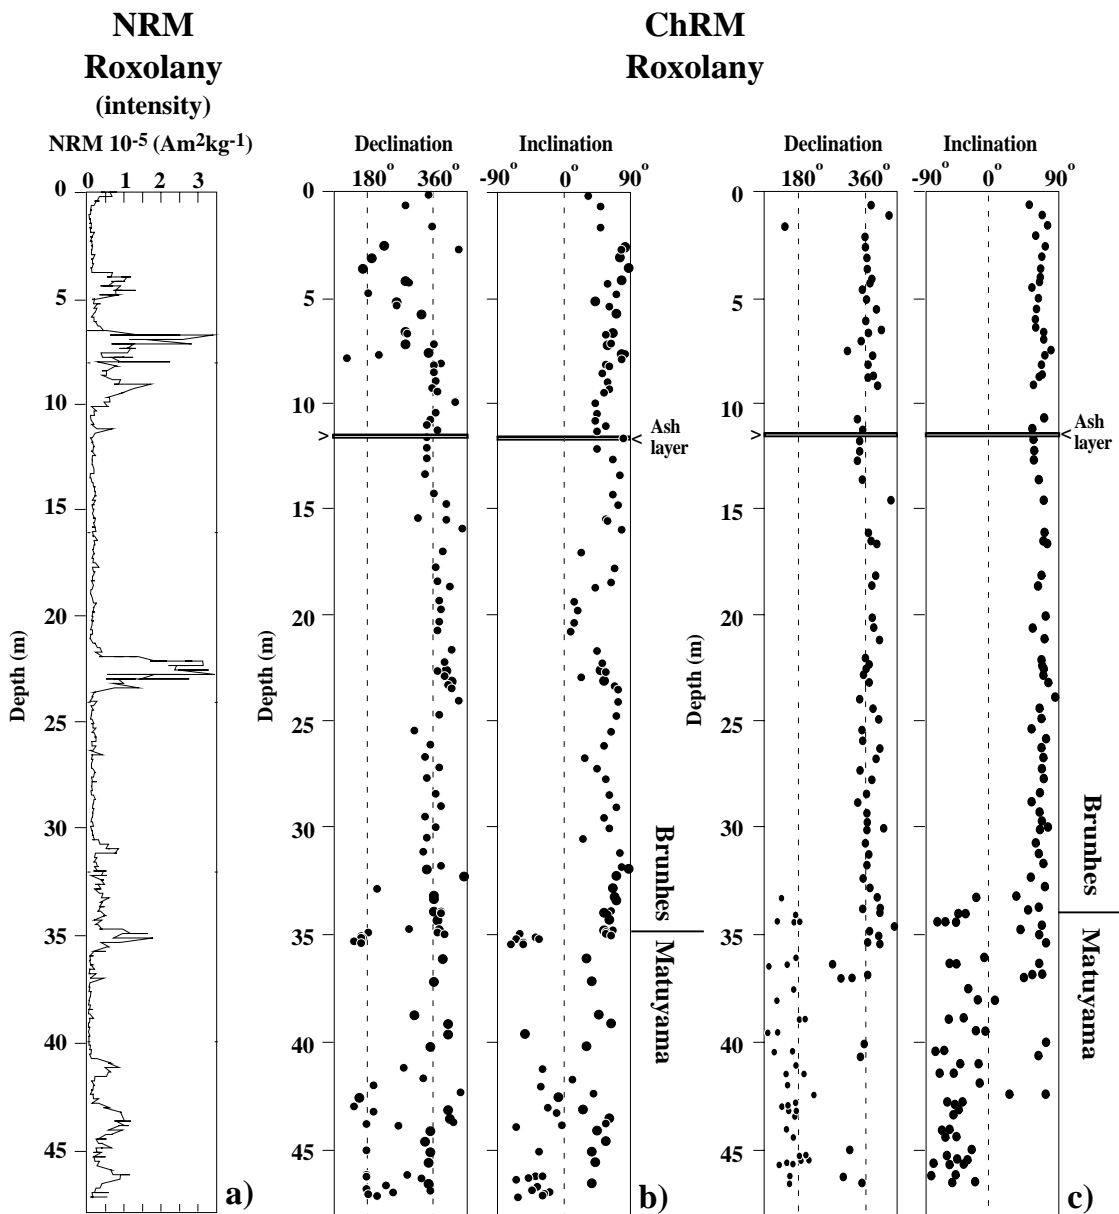 NRM
Roxolany
(intensity)
NRM 10-5 (Am2kg-1)
0 1 2 3
0
5
10
15
20
25
30
35
40
45
Depth (m)
a)
ChRM
Roxolany
Declination
180° 360°
Inclination
-90° 0 90°
0
5
10
15
20
25
30
35
40
45
Depth (m)
>
<
Ash
layer
Brunhes
Matuyama
b)
Declination
180° 360°
Inclination
-90° 0° 90°
0
5
10
15
20
25
30
35
40
45
Depth (m)
>
<
Ash
layer
Brunhes
Matuyama
c)